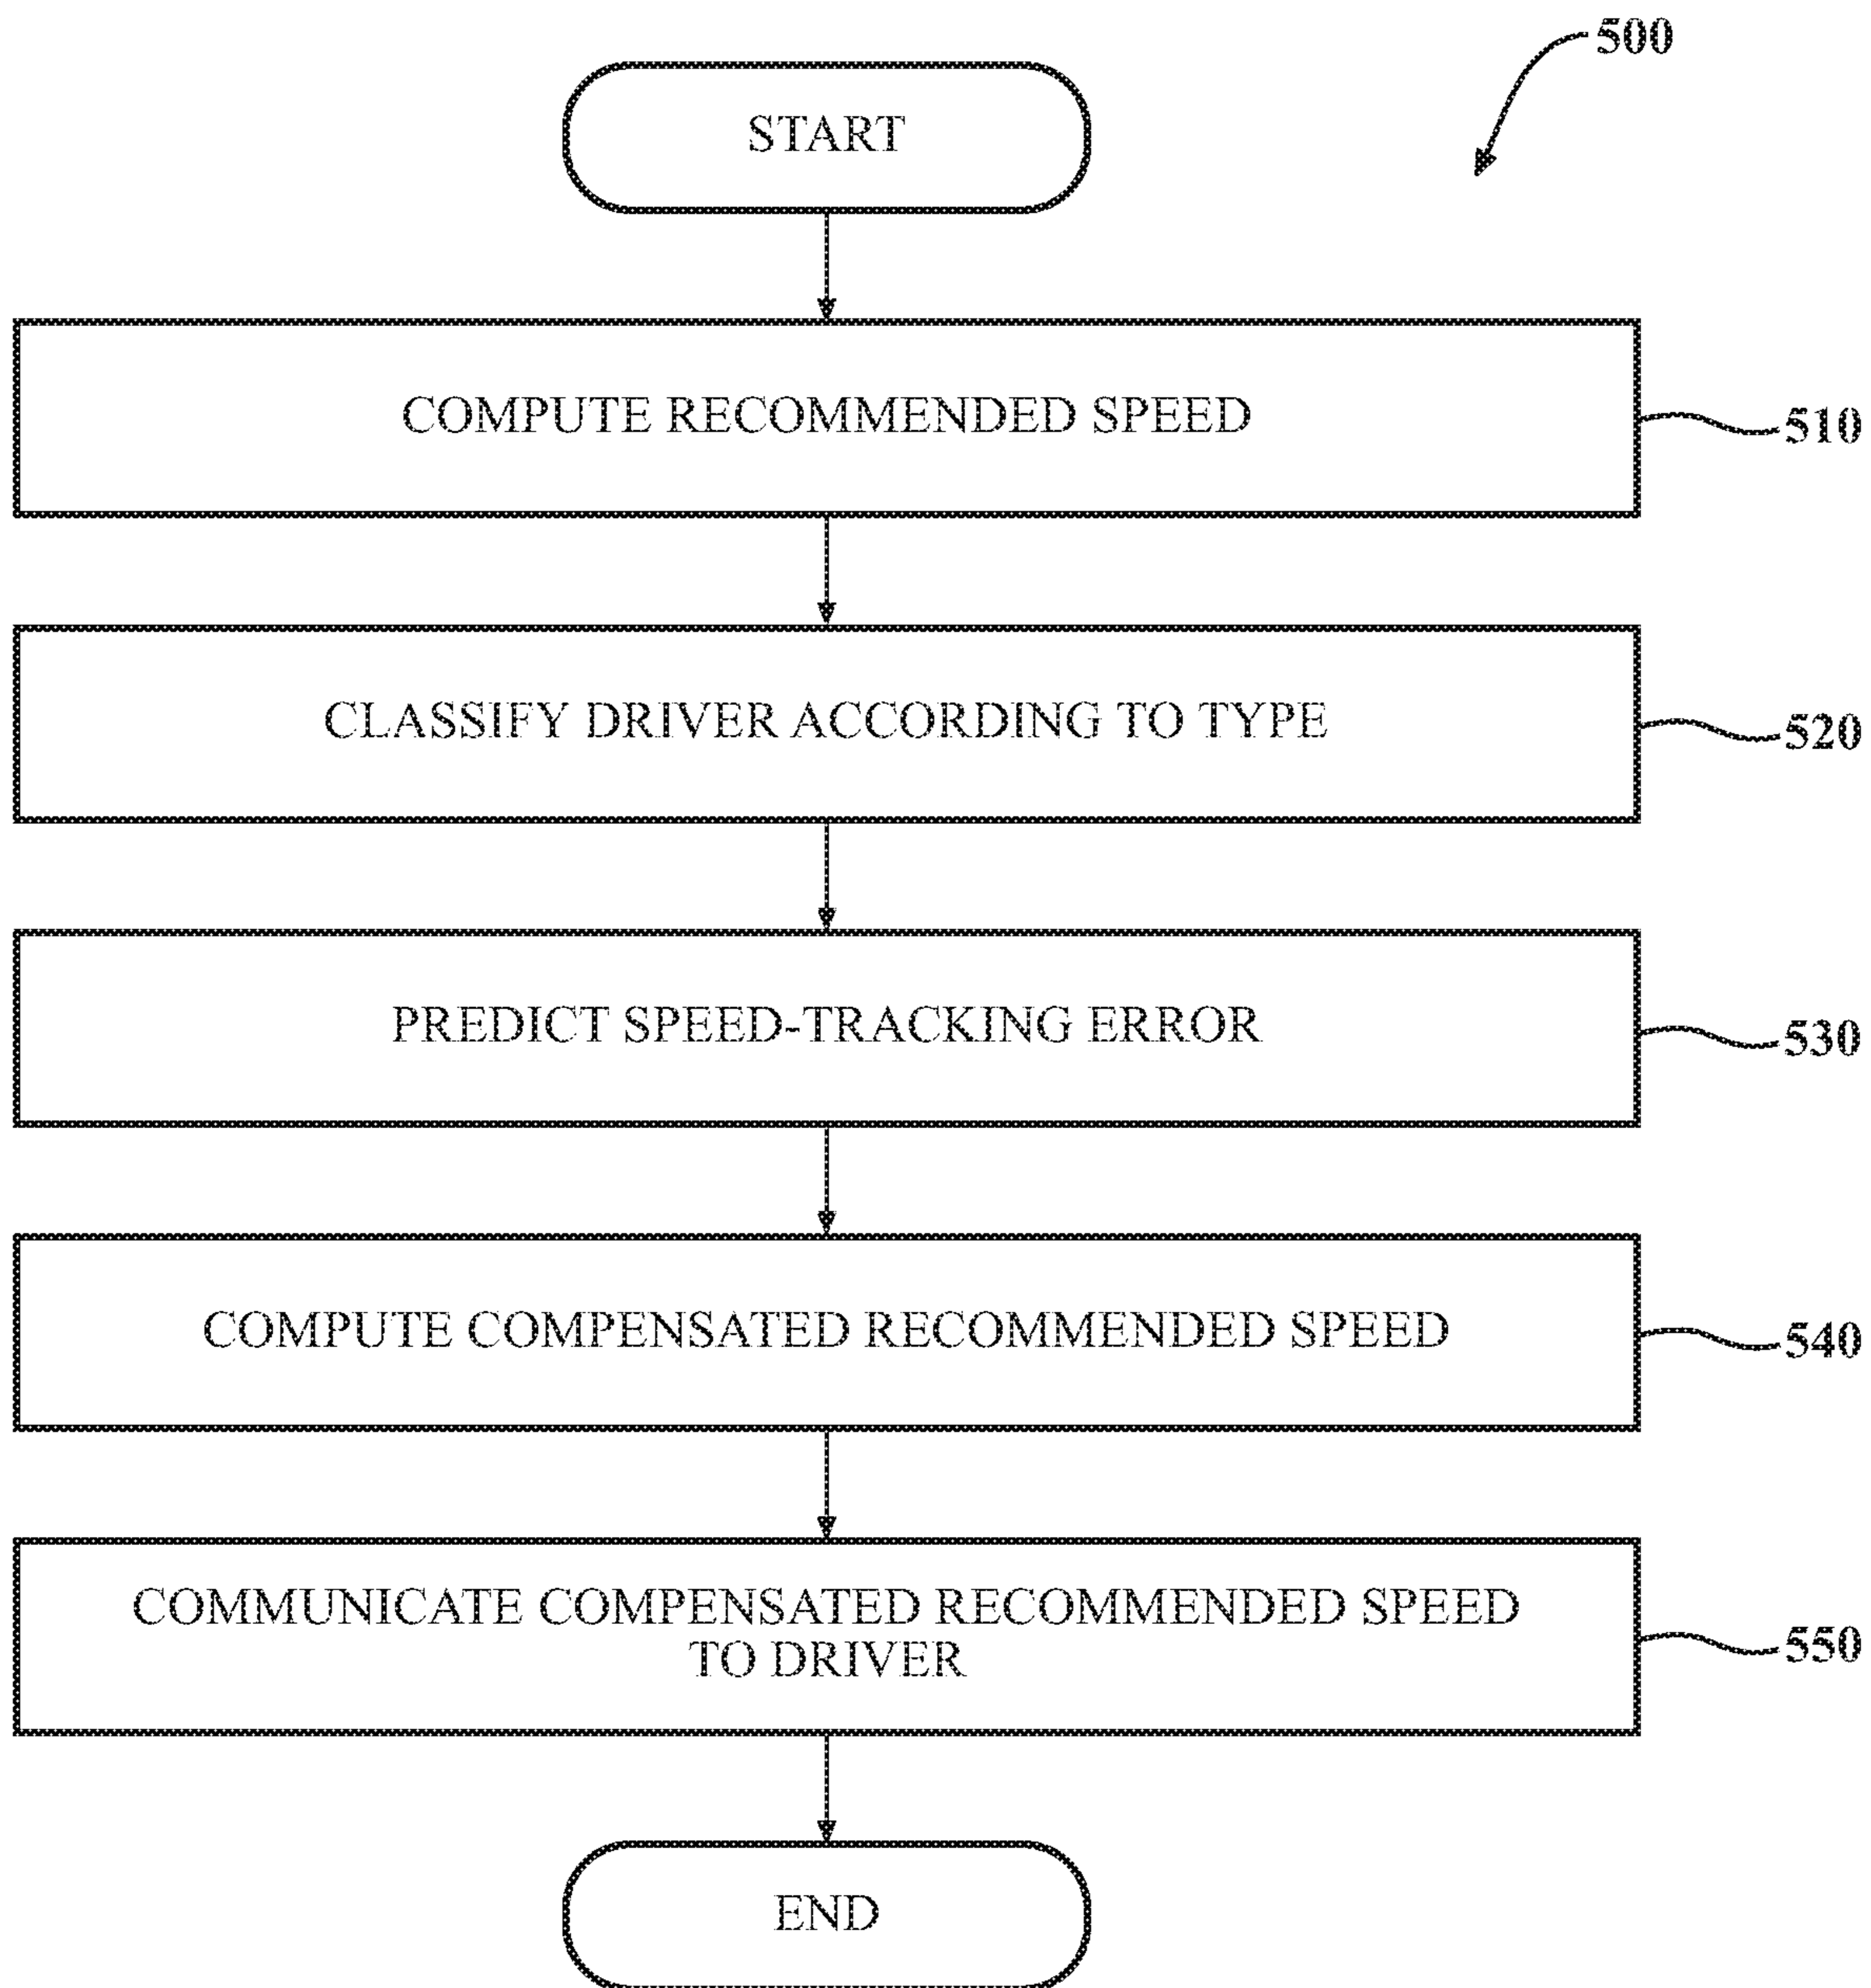 500
START
COMPUTE RECOMMENDED SPEED
510
CLASSIFY DRIVER ACCORDING TO TYPE
520
PREDICT SPEED-TRACKING ERROR
530
COMPUTE COMPENSATED RECOMMENDED SPEED
540
COMMUNICATE COMPENSATED RECOMMENDED SPEED
TO DRIVER
550
END